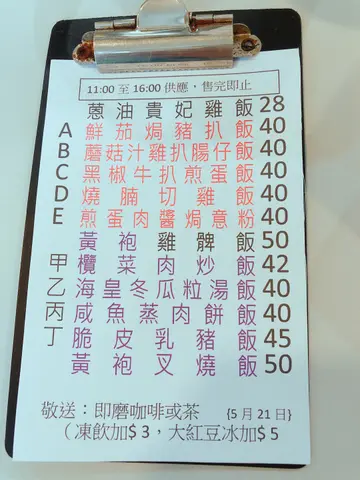 11:00 至 16:00 供應，售完即止
蔥油貴妃雞飯 28
A 鮮茄焗豬扒飯 40
B 蘑菇汁雞扒腸仔飯 40
C 黑椒牛扒煎蛋飯 40
D 燒腩切雞飯 40
E 煎蛋肉醬焗意粉 40
黃袍雞髀飯 50
甲 欖菜肉炒飯 42
乙 海皇冬瓜粒湯飯 40
丙 咸魚蒸肉餅飯 40
丁 脆皮乳豬飯 45
黃袍叉燒飯 50
敬送：即磨咖啡或茶 {5 月 21 日}
（凍飲加$ 3，大紅豆冰加$ 5